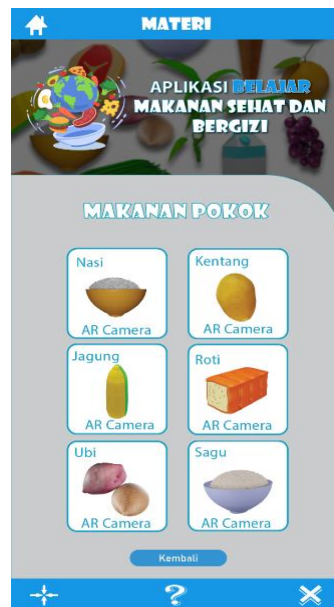 MATERI
APLIKASI BELAJAR
MAKANAN SEHAT DAN
BERGIZI
MAKANAN POKOK
Nasi
AR Camera
Kentang
AR Camera
Jagung
AR Camera
Roti
AR Camera
Ubi
AR Camera
Sagu
AR Camera
Kembali
?